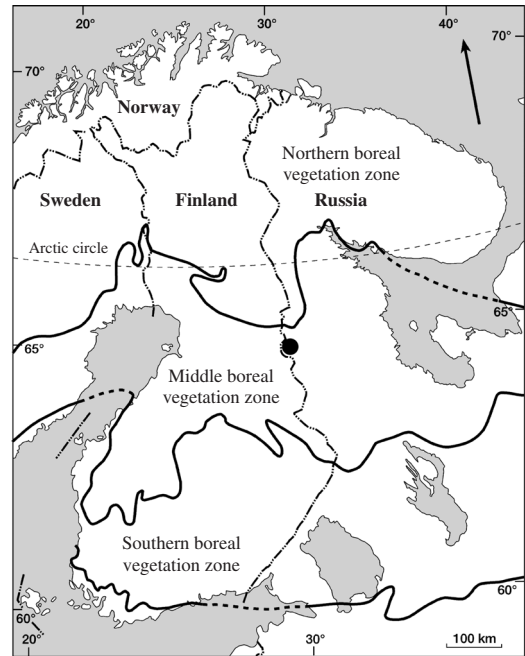 20°
30°
40°
70°
70°
Norway
Northern boreal
vegetation zone
Sweden
Finland
Russia
Arctic circle
65°
65°
Middle boreal
vegetation zone
Southern boreal
vegetation zone
60°
60°
20°
30°
100 km